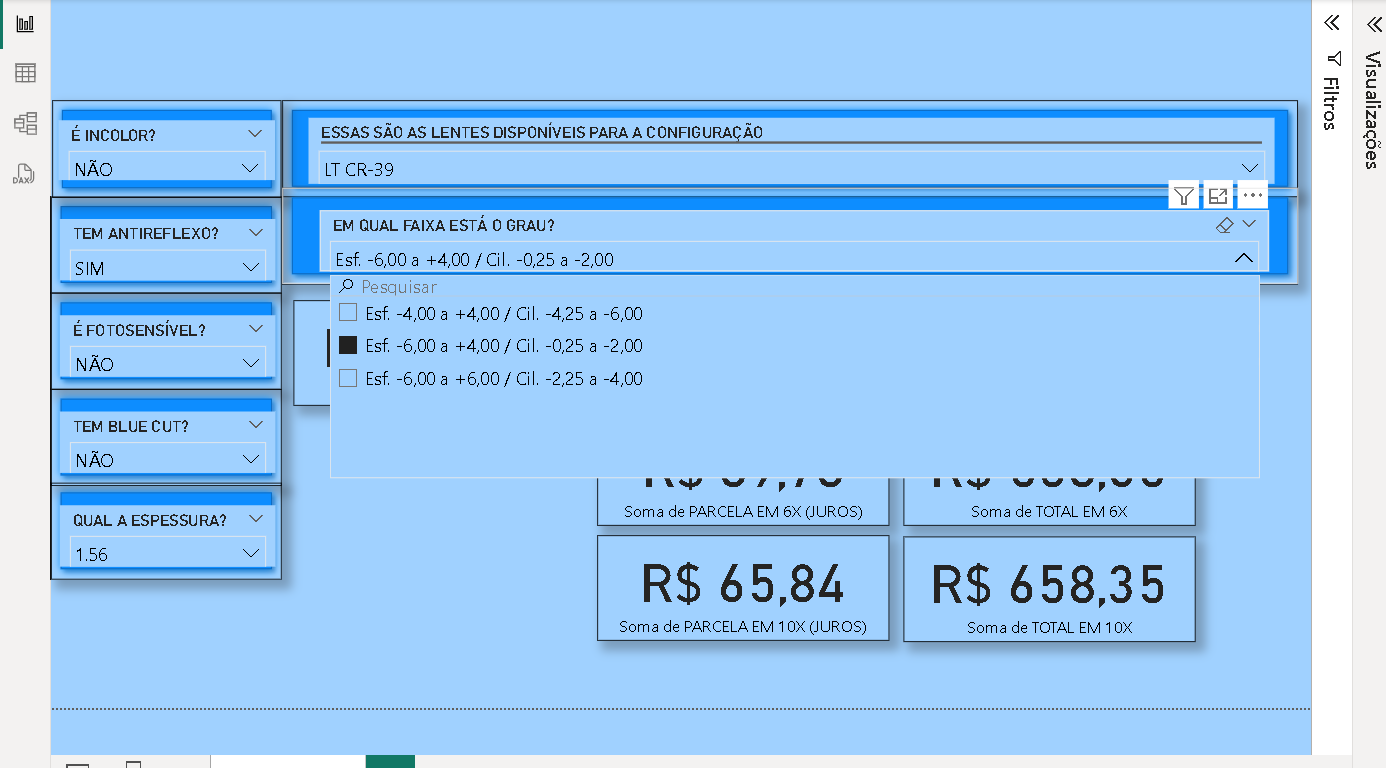 É INCOLOR?
NÃO
TEM ANTIREFLEXO?
SIM
É FOTOSENSÍVEL?
NÃO
TEM BLUE CUT?
NÃO
QUAL A ESPESSURA?
1.56
ESSAS SÃO AS LENTES DISPONÍVEIS PARA A CONFIGURAÇÃO
LT CR-39
EM QUAL FAIXA ESTÁ O GRAU?
Esf. -6,00 a +4,00 / Cil. -0,25 a -2,00
Pesquisar
Esf. -4,00 a +4,00 / Cil. -4,25 a -6,00
Esf. -6,00 a +4,00 / Cil. -0,25 a -2,00
Esf. -6,00 a +6,00 / Cil. -2,25 a -4,00
Soma de PARCELA EM 6X (JUROS)
Soma de TOTAL EM 6X
R$ 65,84
Soma de PARCELA EM 10X (JUROS)
R$ 658,35
Soma de TOTAL EM 10X
Filtros
Visualizações
DAX